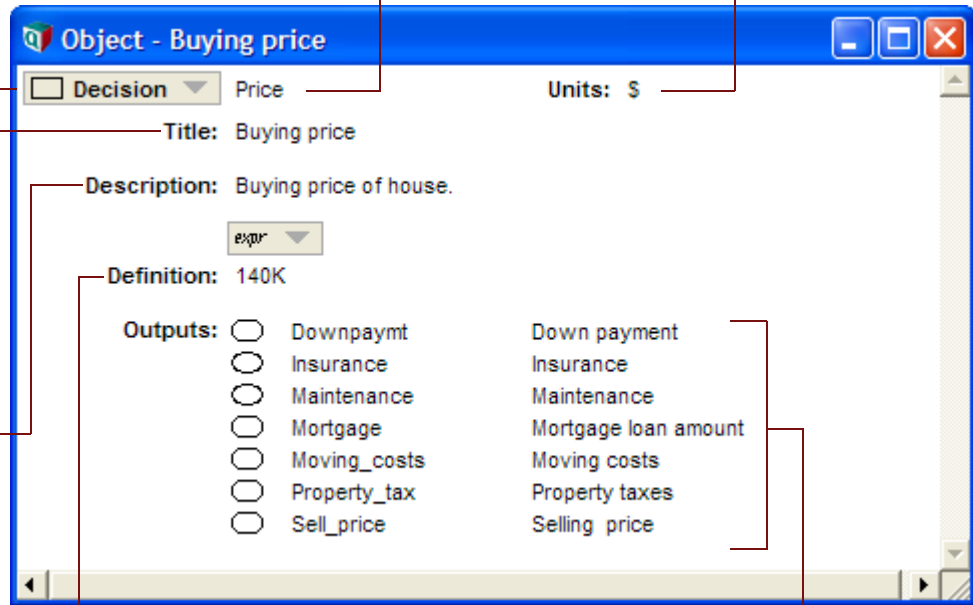 Object - Buying price
Decision Price Units: $
Title: Buying price
Description: Buying price of house.
expr
Definition: 140K
Outputs: Downpaymt Down payment
Insurance Insurance
Maintenance Maintenance
Mortgage Mortgage loan amount
Moving_costs Moving costs
Property_tax Property taxes
Sell_price Selling price